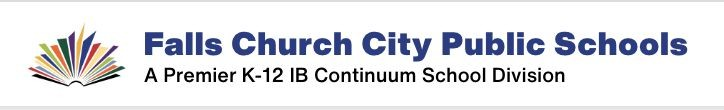 Falls Church City Public Schools
A Premier K-12 IB Continuum School Division